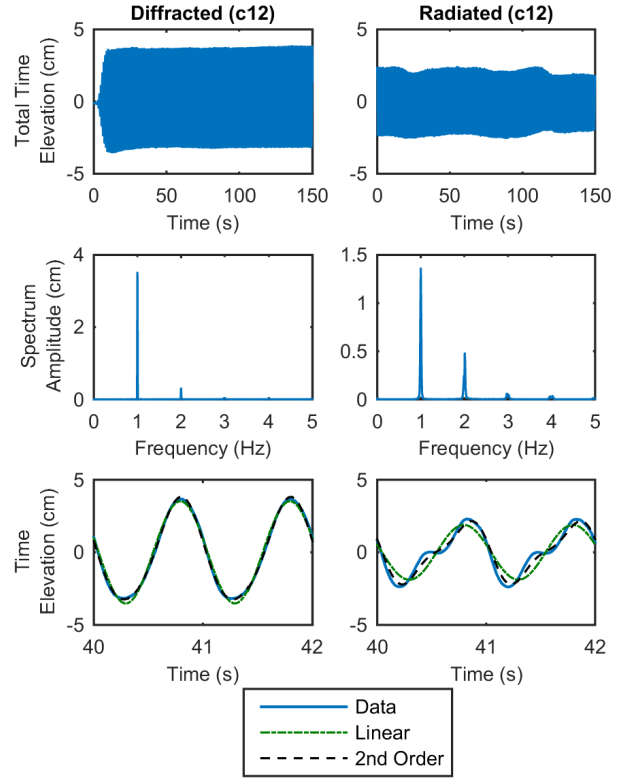 Diffracted (c12) Radiated (c12)
Total Time
Elevation (cm)
5
0
-5
0 50 100 150
Time (s)
5
0
-5
0 50 100 150
Time (s)
Spectrum
Amplitude (cm)
4
2
0
0 1 2 3 4 5
Frequency (Hz)
1.5
1
0.5
0
0 1 2 3 4 5
Frequency (Hz)
Time
Elevation (cm)
5
0
-5
40 41 42
Time (s)
5
0
-5
40 41 42
Time (s)
Data
Linear
2nd Order